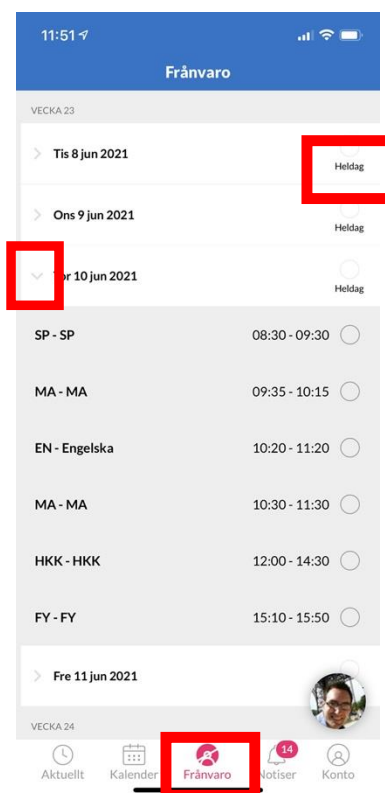 11:51
Frånvaro
VECKA 23
Tis 8 jun 2021
Heldag
Ons 9 jun 2021
Heldag
or 10 jun 2021
Heldag
SP - SP 08:30 - 09:30
MA - MA 09:35 - 10:15
EN - Engelska 10:20 - 11:20
MA - MA 10:30 - 11:30
HKK - HKK 12:00 - 14:30
FY - FY 15:10 - 15:50
Fre 11 jun 2021
VECKA 24
14
Aktuellt Kalender Frånvaro Notiser Konto